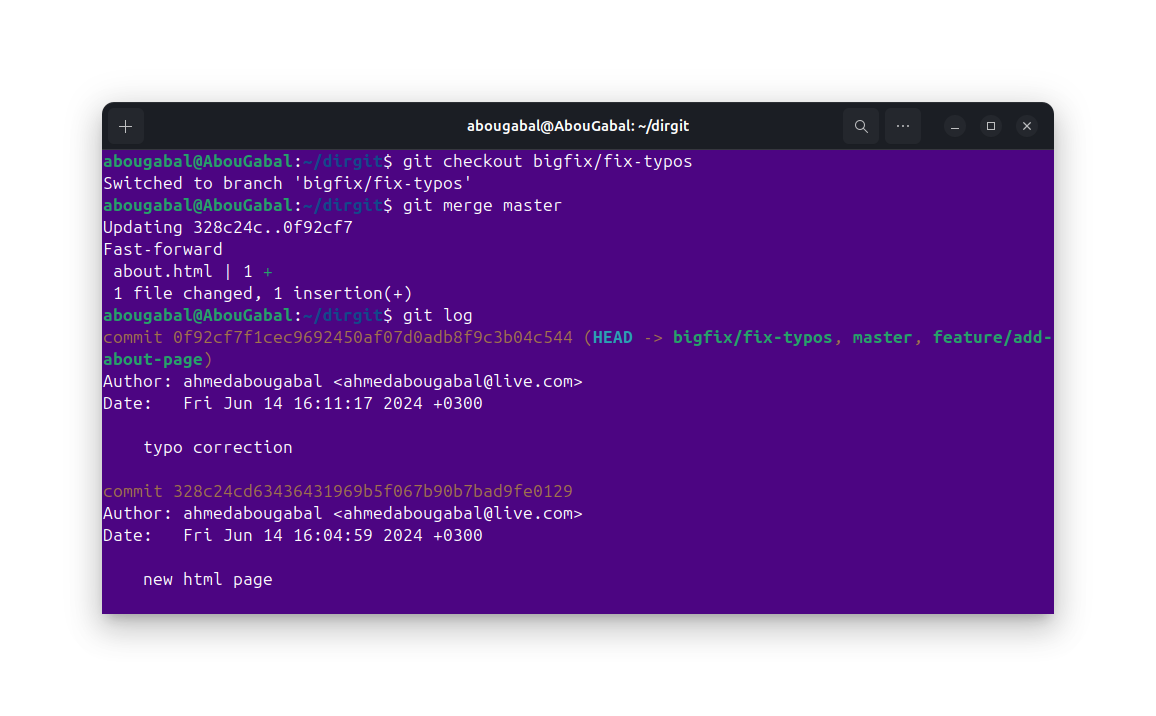 abougabal@AbouGabal: ~/dirgit
abougabal@AbouGabal:~/dirgit$ git checkout bigfix/fix-typos
Switched to branch 'bigfix/fix-typos'
abougabal@AbouGabal:~/dirgit$ git merge master
Updating 328c24c..0f92cf7
Fast-forward
 about.html | 1 +
 1 file changed, 1 insertion(+)
abougabal@AbouGabal:~/dirgit$ git log
commit 0f92cf7f1cec9692450af07d0adb8f9c3b04c544 (HEAD -> bigfix/fix-typos, master, feature/add-
about-page)
Author: ahmedabougabal <ahmedabougabal@live.com>
Date:   Fri Jun 14 16:11:17 2024 +0300
    typo correction
commit 328c24cd63436431969b5f067b90b7bad9fe0129
Author: ahmedabougabal <ahmedabougabal@live.com>
Date:   Fri Jun 14 16:04:59 2024 +0300
    new html page